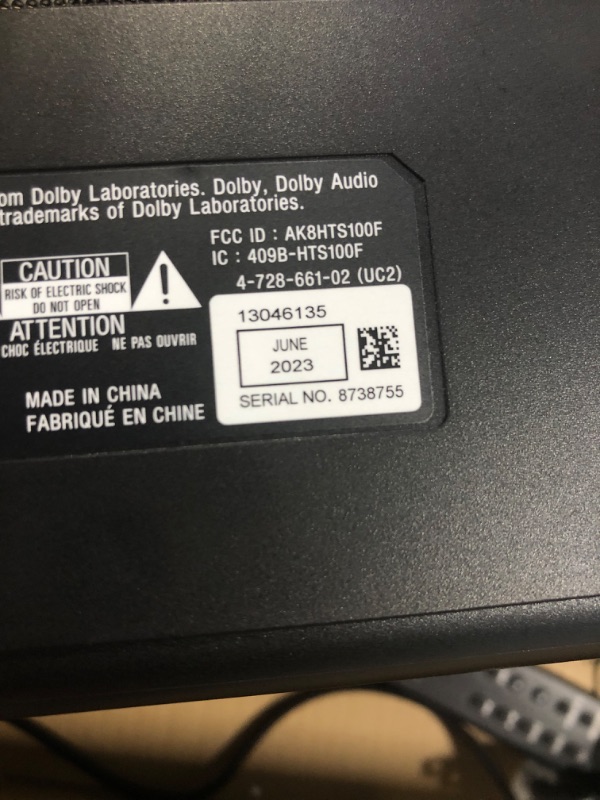 om Dolby Laboratories. Dolby, Dolby Audio
trademarks of Dolby Laboratories.
FCC ID : AK8HTS100F
IC : 409B-HTS100F
4-728-661-02 (UC2)
CAUTION
RISK OF ELECTRIC SHOCK
DO NOT OPEN
ATTENTION
CHOC ÉLECTRIQUE NE PAS OUVRIR
MADE IN CHINA
FABRIQUÉ EN CHINE
13046135
JUNE
2023
SERIAL NO. 8738755